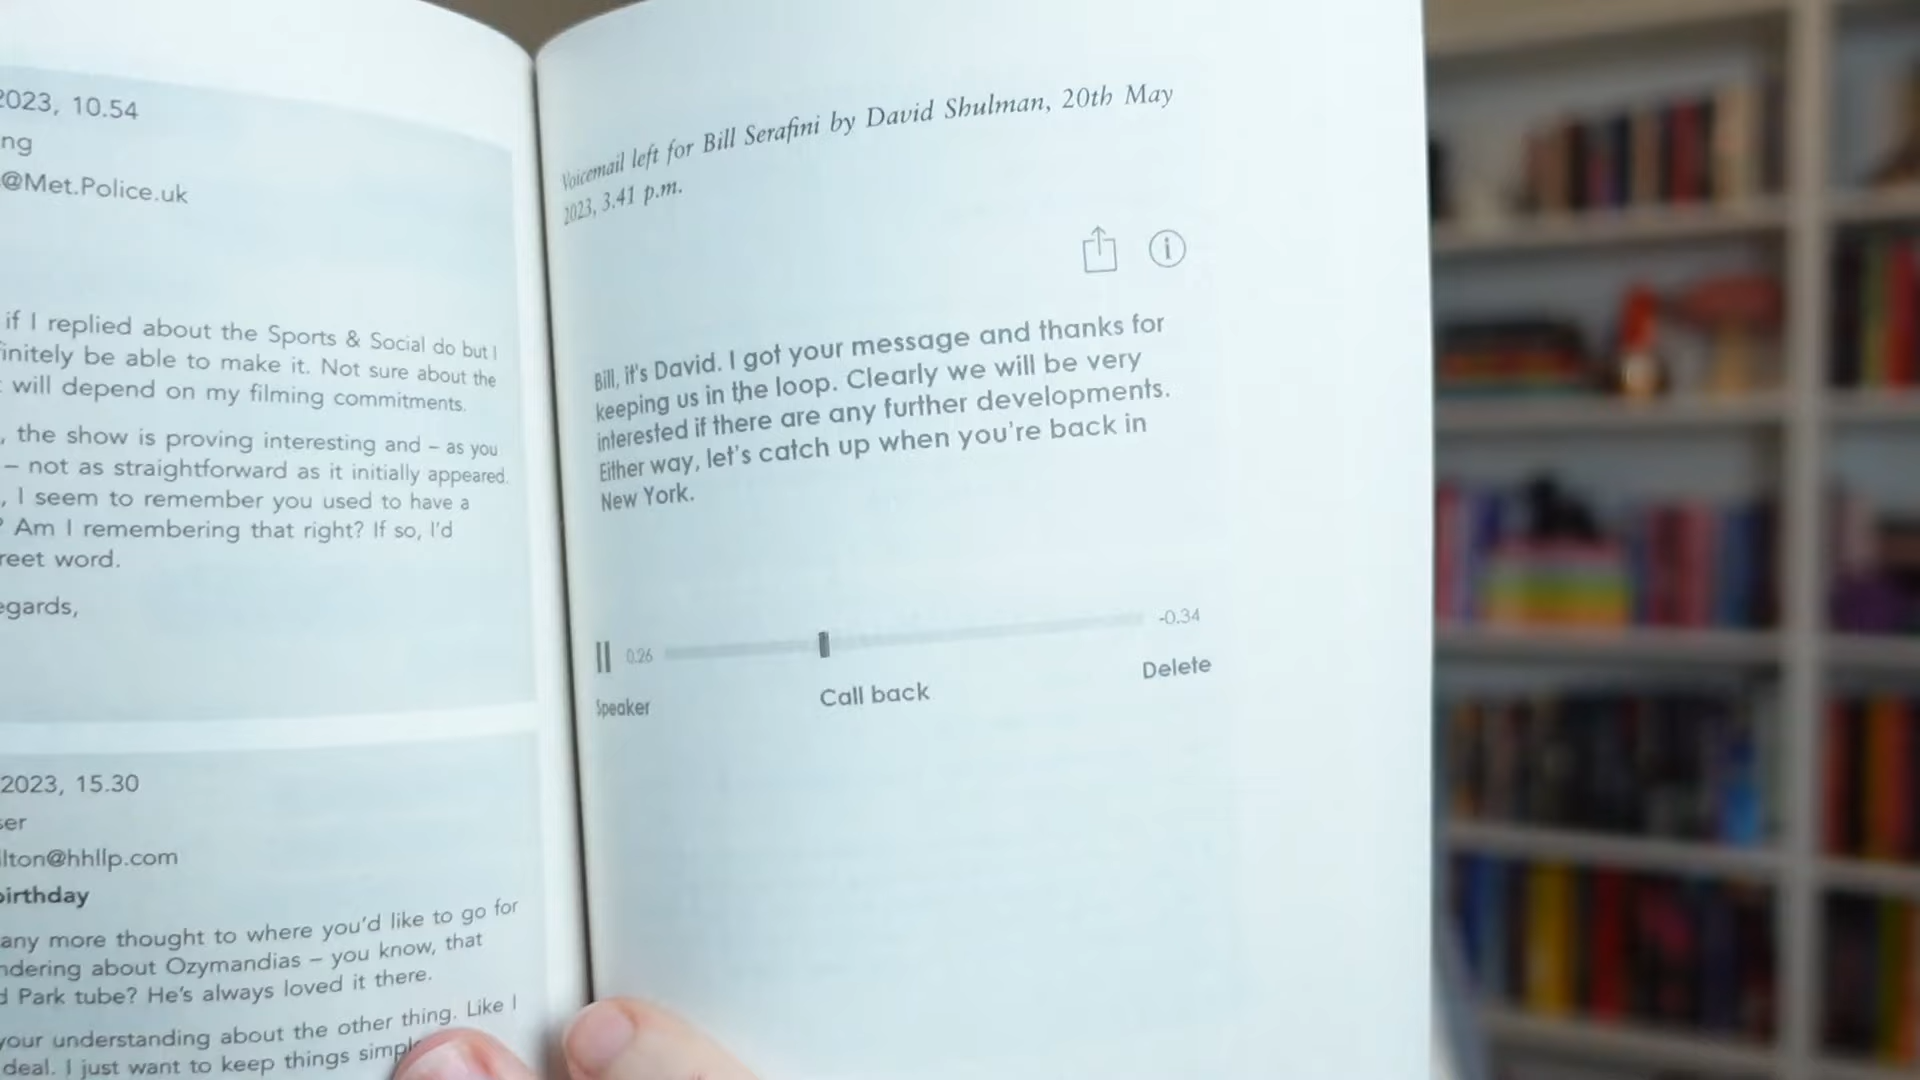 2023, 10.54
ng
@Met.Police.uk
if I replied about the Sports & Social do but I
initely be able to make it. Not sure about the
will depend on my filming commitments.
, the show is proving interesting and – as you
– not as straightforward as it initially appeared.
, I seem to remember you used to have a
? Am I remembering that right? If so, I'd
reet word.
egards,
2023, 15.30
ser
ilton@hhllp.com
birthday
any more thought to where you'd like to go for
ndering about Ozymandias – you know, that
d Park tube? He's always loved it there.
your understanding about the other thing. Like I
deal. I just want to keep things simpl
Voicemail left for Bill Serafini by David Shulman, 20th May
2023, 3.41 p.m.
i
Bill, it's David. I got your message and thanks for
keeping us in the loop. Clearly we will be very
interested if there are any further developments.
Either way, let's catch up when you're back in
New York.
0.26
-0.34
Speaker
Call back
Delete